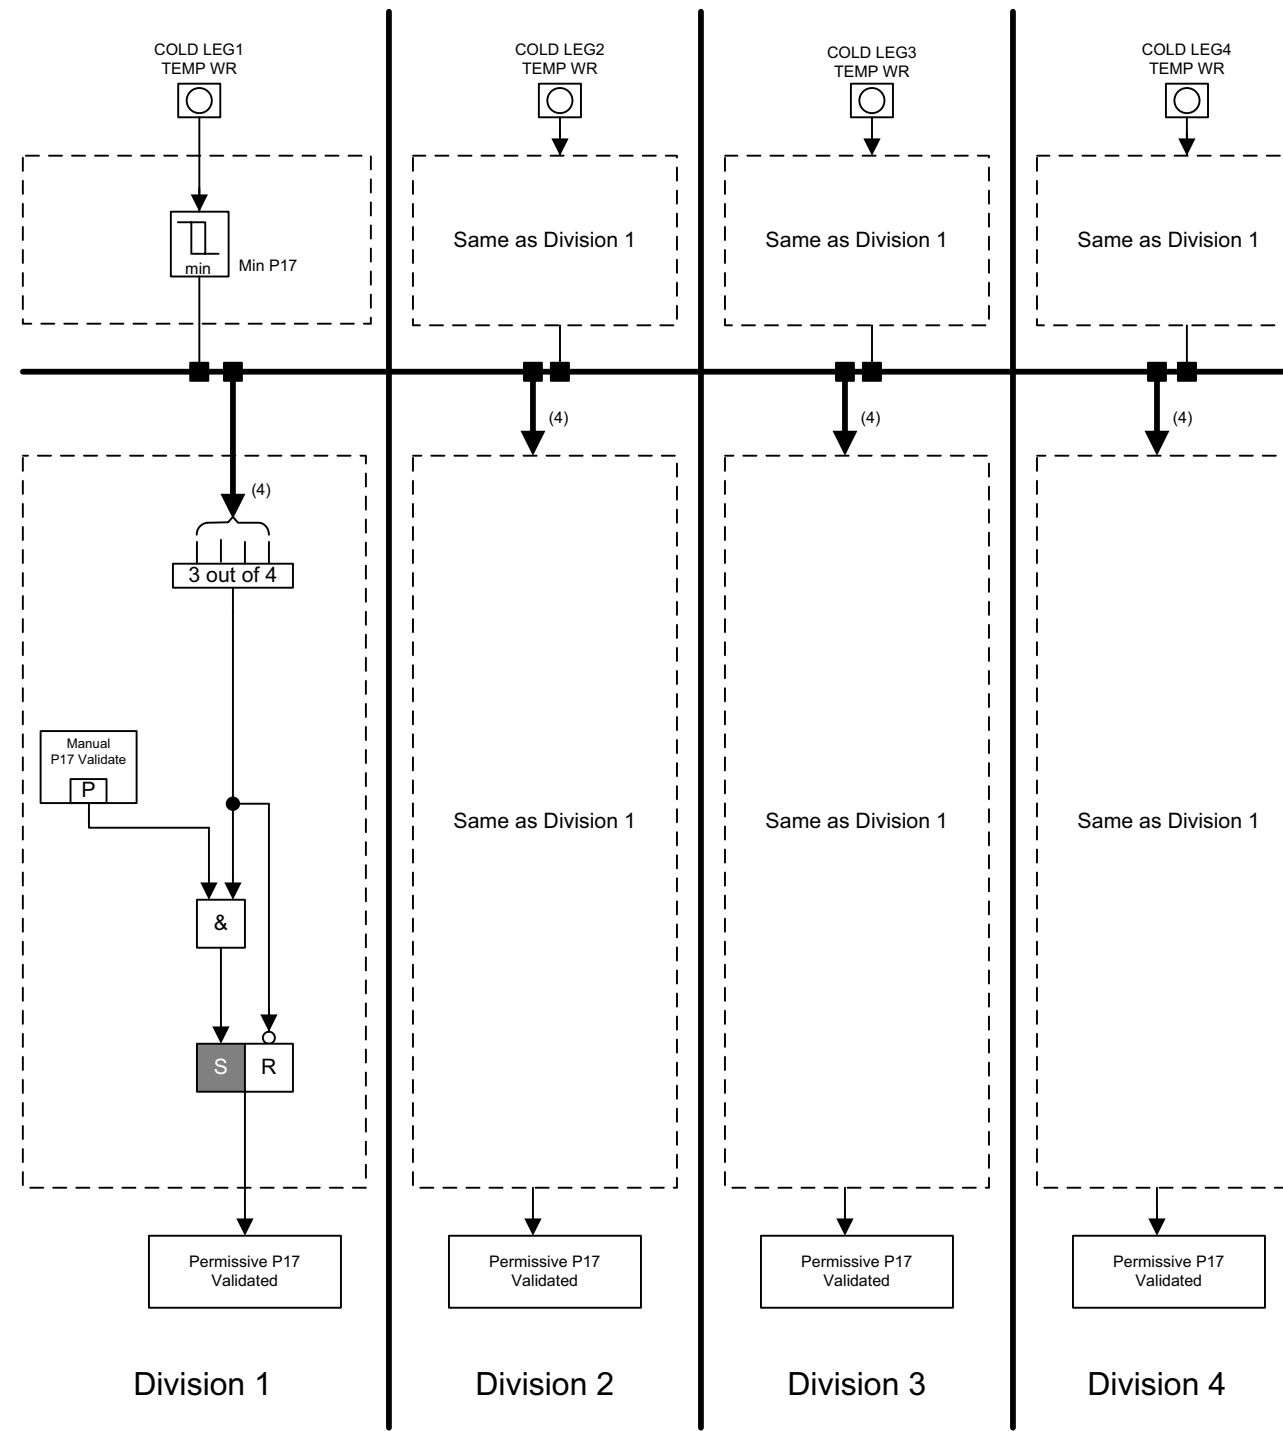 COLD LEG1
TEMP WR
COLD LEG2
TEMP WR
COLD LEG3
TEMP WR
COLD LEG4
TEMP WR
min
Min P17
Same as Division 1
Same as Division 1
Same as Division 1
(4)
(4)
(4)
(4)
3 out of 4
Manual
P17 Validate
P
Same as Division 1
Same as Division 1
Same as Division 1
&
S
R
Permissive P17
Validated
Permissive P17
Validated
Permissive P17
Validated
Permissive P17
Validated
Division 1
Division 2
Division 3
Division 4